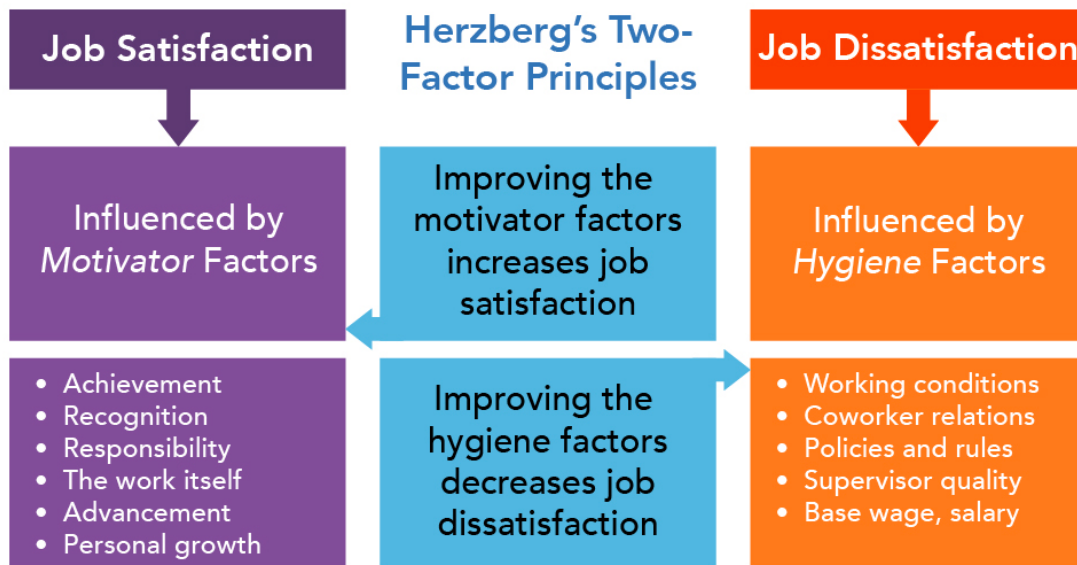 Job Satisfaction
Herzberg’s Two-
Factor Principles
Job Dissatisfaction
Influenced by
Motivator Factors
Improving the
motivator factors
increases job
satisfaction
Influenced by
Hygiene Factors
• Achievement
• Recognition
• Responsibility
• The work itself
• Advancement
• Personal growth
Improving the
hygiene factors
decreases job
dissatisfaction
• Working conditions
• Coworker relations
• Policies and rules
• Supervisor quality
• Base wage, salary